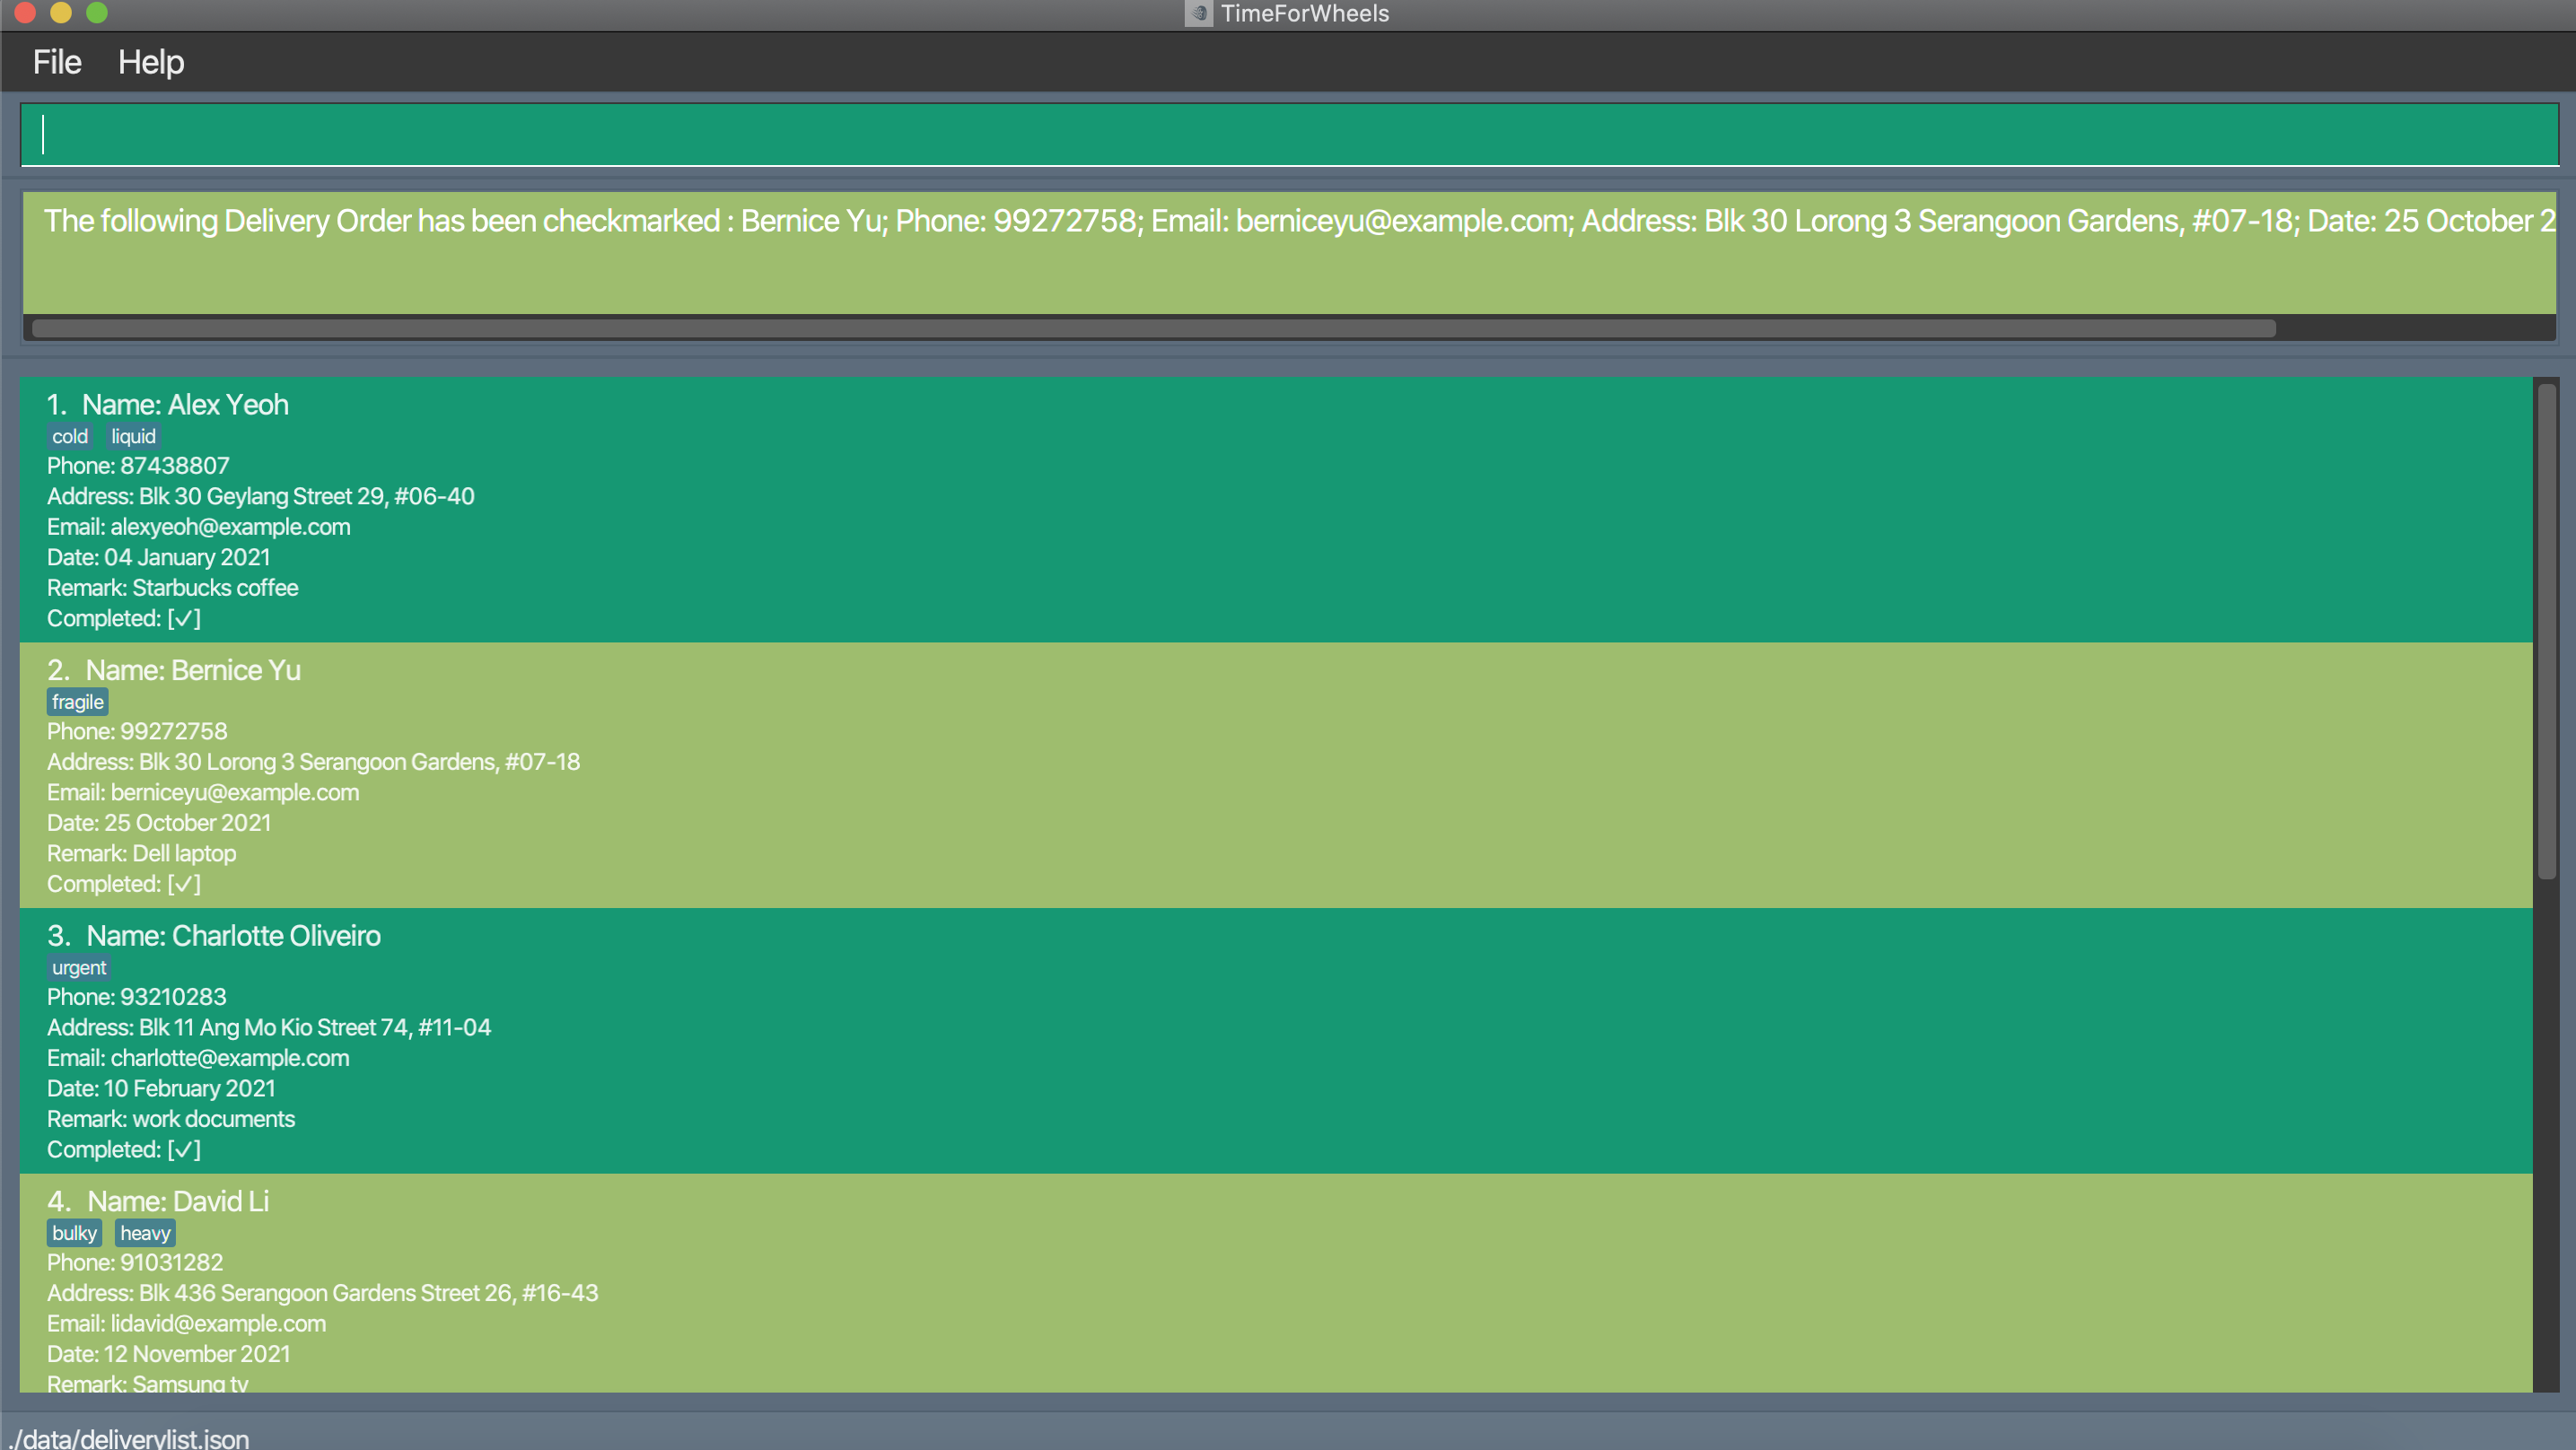 TimeForWheels
File Help
The following Delivery Order has been checkmarked : Bernice Yu; Phone: 99272758; Email: berniceyu@example.com; Address: Blk 30 Lorong 3 Serangoon Gardens, #07-18; Date: 25 October 2
1. Name: Alex Yeoh
cold liquid
Phone: 87438807
Address: Blk 30 Geylang Street 29, #06-40
Email: alexyeoh@example.com
Date: 04 January 2021
Remark: Starbucks coffee
Completed: [✓]
2. Name: Bernice Yu
fragile
Phone: 99272758
Address: Blk 30 Lorong 3 Serangoon Gardens, #07-18
Email: berniceyu@example.com
Date: 25 October 2021
Remark: Dell laptop
Completed: [✓]
3. Name: Charlotte Oliveiro
urgent
Phone: 93210283
Address: Blk 11 Ang Mo Kio Street 74, #11-04
Email: charlotte@example.com
Date: 10 February 2021
Remark: work documents
Completed: [✓]
4. Name: David Li
bulky heavy
Phone: 91031282
Address: Blk 436 Serangoon Gardens Street 26, #16-43
Email: lidavid@example.com
Date: 12 November 2021
Remark: Samsung tv
./data/deliverylist.json